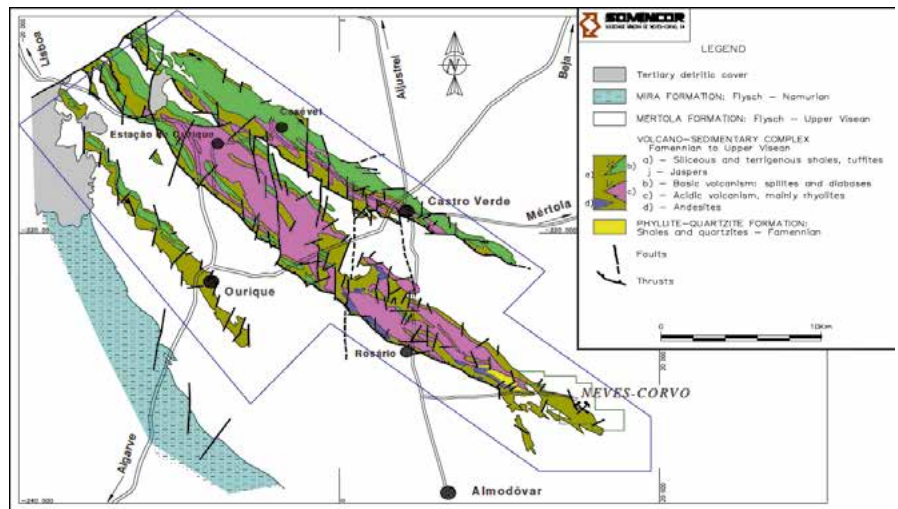 SOMINCOR
LEGEND
Tertiary detritic cover
MIRA FORMATION: Flysch – Namurian
MÉRTOLA FORMATION: Flysch – Upper Visean
VOLCANO-SEDIMENTARY COMPLEX
Famennian to Upper Visean
a) – Siliceous and terrigenous shales, tuffites
j – Jaspers
b) – Basic volcanism: spilites and diabases
c) – Acidic volcanism, mainly rhyolites
d) – Andesites
PHYLLITE-QUARTZITE FORMATION:
Shales and quartzites – Famennian
Faults
Thrusts
0
10Km
a)
b)
c)
d)
Lisboa
Aljustrel
Beja
N
Casével
Estação de Ourique
Castro Verde
Mértola
Ourique
Rosário
NEVES-CORVO
Algarve
Almodôvar